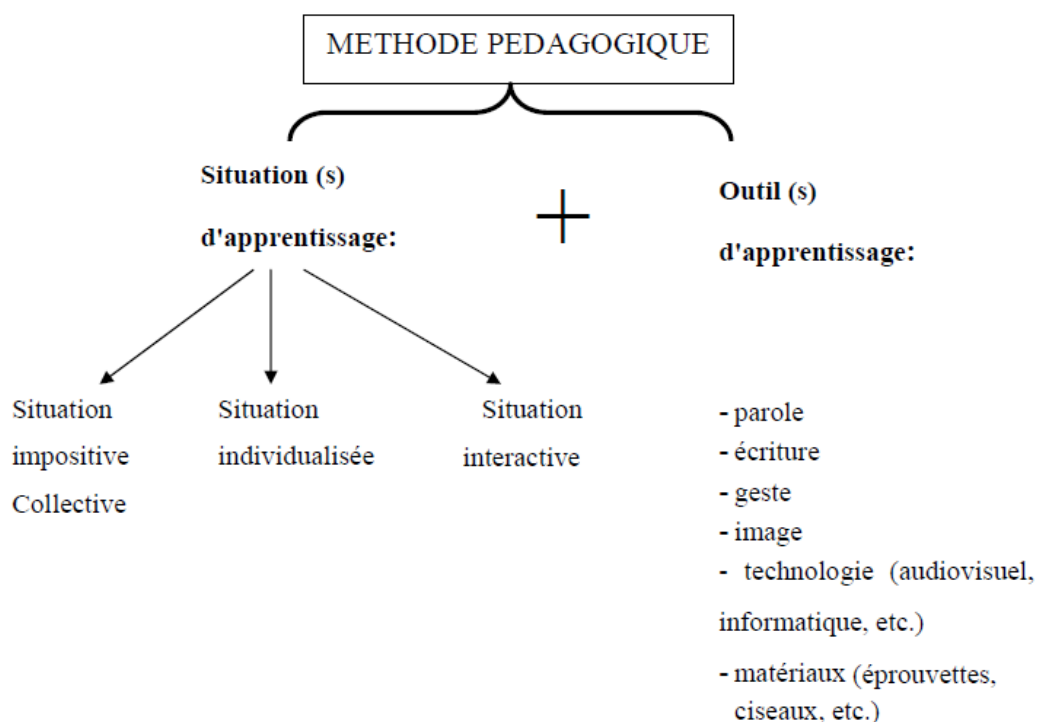 METHODE PEDAGOGIQUE
Situation (s)
d'apprentissage:
+
Outil (s)
d'apprentissage:
Situation
impositive
Collective
Situation
individualisée
Situation
interactive
- parole
- écriture
- geste
- image
- technologie (audiovisuel,
informatique, etc.)
- matériaux (éprouvettes,
ciseaux, etc.)